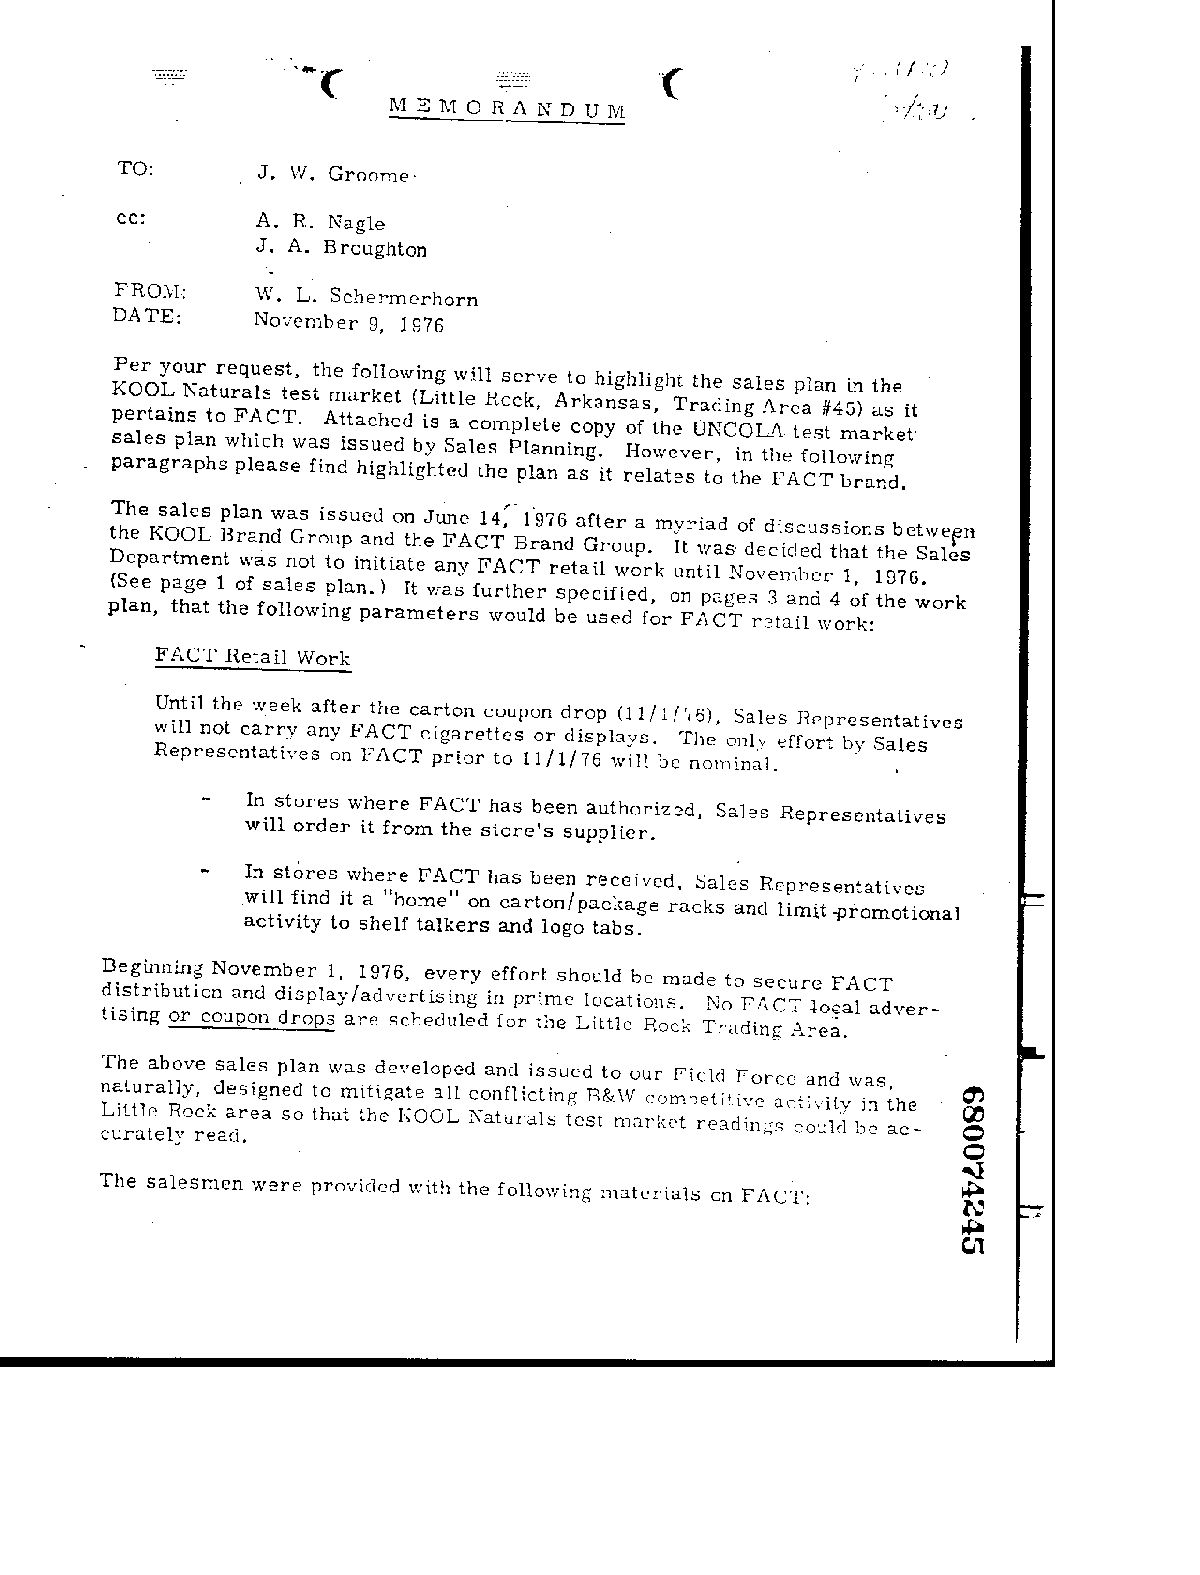 MEMORANDUM
TO: J. W. Groome
cc: A. R. Nagle
J. A. Broughton
FROM: W. L. Schermerhorn
DATE: November 9, 1976
Per your request, the following will serve to highlight the sales plan in the
KOOL Naturals test market (Little Rock, Arkansas, Trading Area #45) as it
pertains to FACT. Attached is a complete copy of the UNCOLA test market
sales plan which was issued by Sales Planning. However, in the following
paragraphs please find highlighted the plan as it relates to the FACT brand.
The sales plan was issued on June 14, 1976 after a myriad of discussions between
the KOOL Brand Group and the FACT Brand Group. It was decided that the Sales
Department was not to initiate any FACT retail work until November 1, 1976.
(See page 1 of sales plan.) It was further specified, on pages 3 and 4 of the work
plan, that the following parameters would be used for FACT retail work:
FACT Retail Work
Until the week after the carton coupon drop (11/1/76), Sales Representatives
will not carry any FACT cigarettes or displays. The only effort by Sales
Representatives on FACT prior to 11/1/76 will be nominal.
- In stores where FACT has been authorized, Sales Representatives
will order it from the store's supplier.
- In stores where FACT has been received, Sales Representatives
will find it a "home" on carton/package racks and limit promotional
activity to shelf talkers and logo tabs.
Beginning November 1, 1976, every effort should be made to secure FACT
distribution and display/advertising in prime locations. No FACT local adver-
tising or coupon drops are scheduled for the Little Rock Trading Area.
The above sales plan was developed and issued to our Field Force and was,
naturally, designed to mitigate all conflicting B&W competitive activity in the
Little Rock area so that the KOOL Naturals test market readings could be ac-
curately read.
The salesmen were provided with the following materials on FACT:
680074245